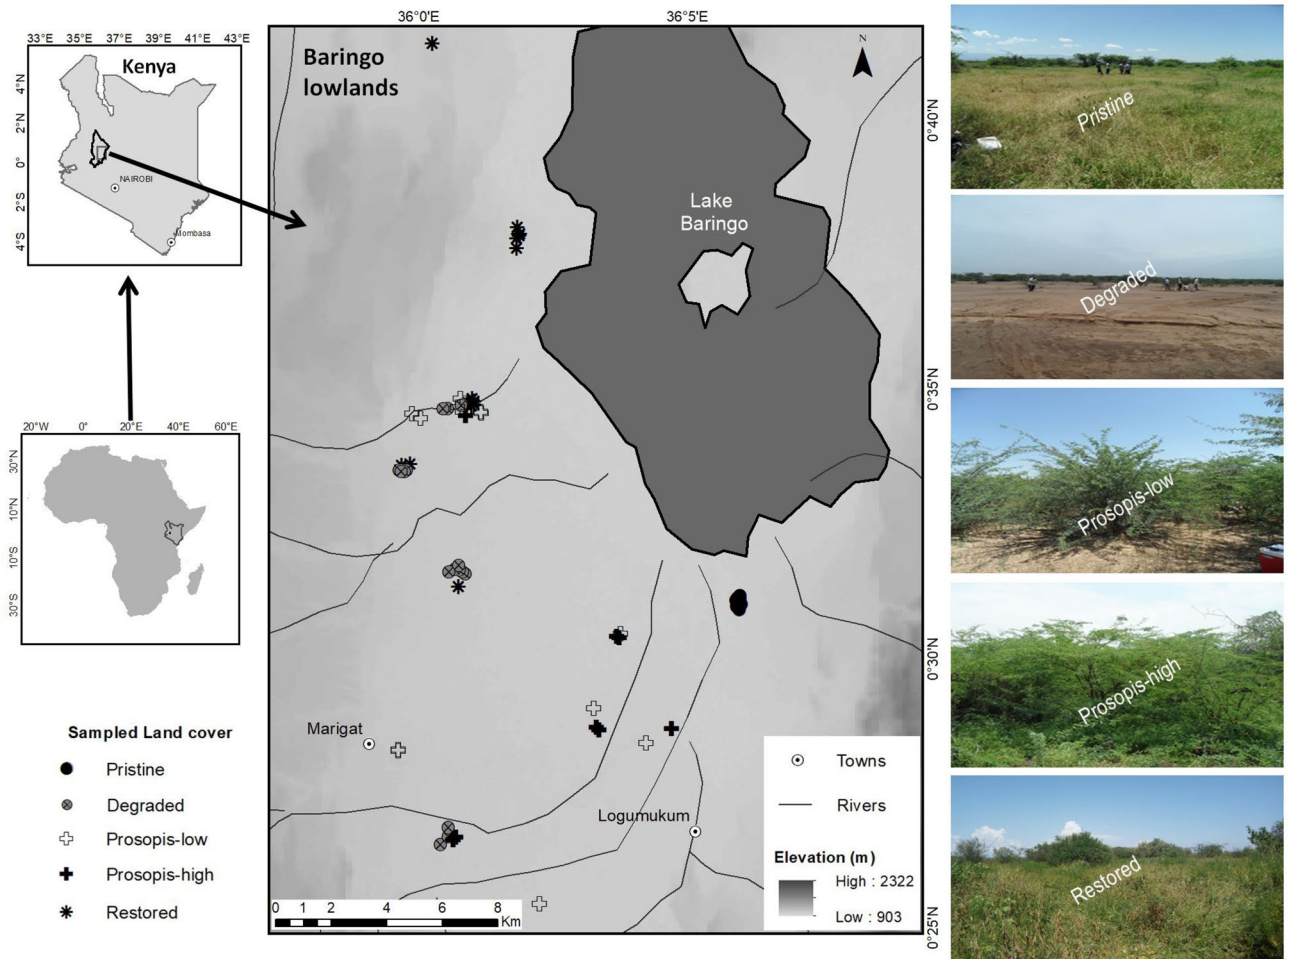 33°E 35°E 37°E 39°E 41°E 43°E
4°N
2°N
0°
2°S
4°S
Kenya
NAIROBI
Mombasa
20°W 0° 20°E 40°E 60°E
30°N
10°N
10°S
30°S
Sampled Land cover
Pristine
Degraded
Prosopis-low
Prosopis-high
Restored
36°0'E 36°5'E
Baringo
lowlands
N
Lake
Baringo
Marigat
Logumukum
0 1 2 4 6 8
Km
Towns
Rivers
Elevation (m)
High : 2322
Low : 903
0°40'N
0°35'N
0°30'N
0°25'N
Pristine
Degraded
Prosopis-low
Prosopis-high
Restored